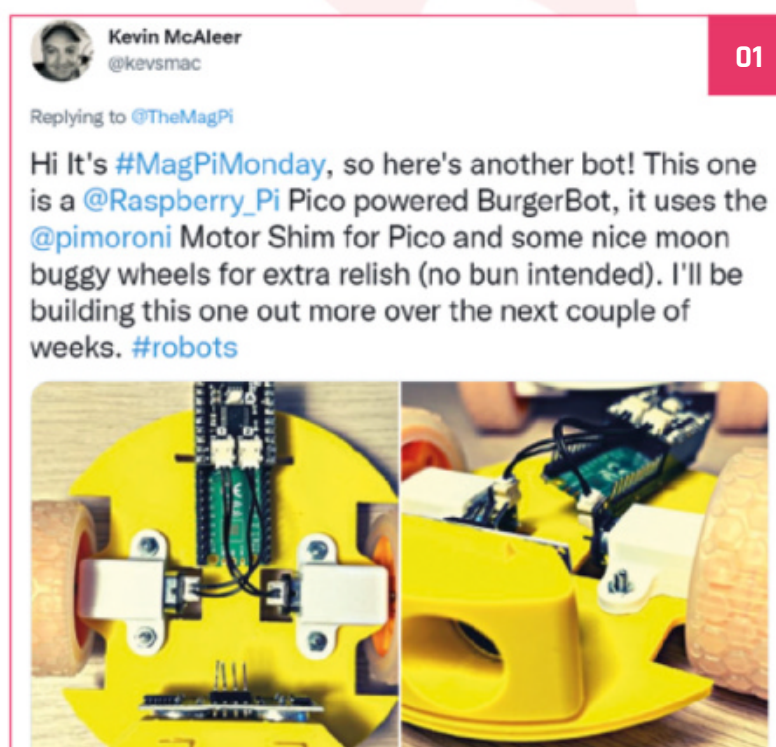 Kevin McAleer
@kevsmac
01
Replying to @TheMagPi
Hi It's #MagPiMonday, so here's another bot! This one
is a @Raspberry_Pi Pico powered BurgerBot, it uses the
@pimoroni Motor Shim for Pico and some nice moon
buggy wheels for extra relish (no bun intended). I'll be
building this one out more over the next couple of
weeks. #robots